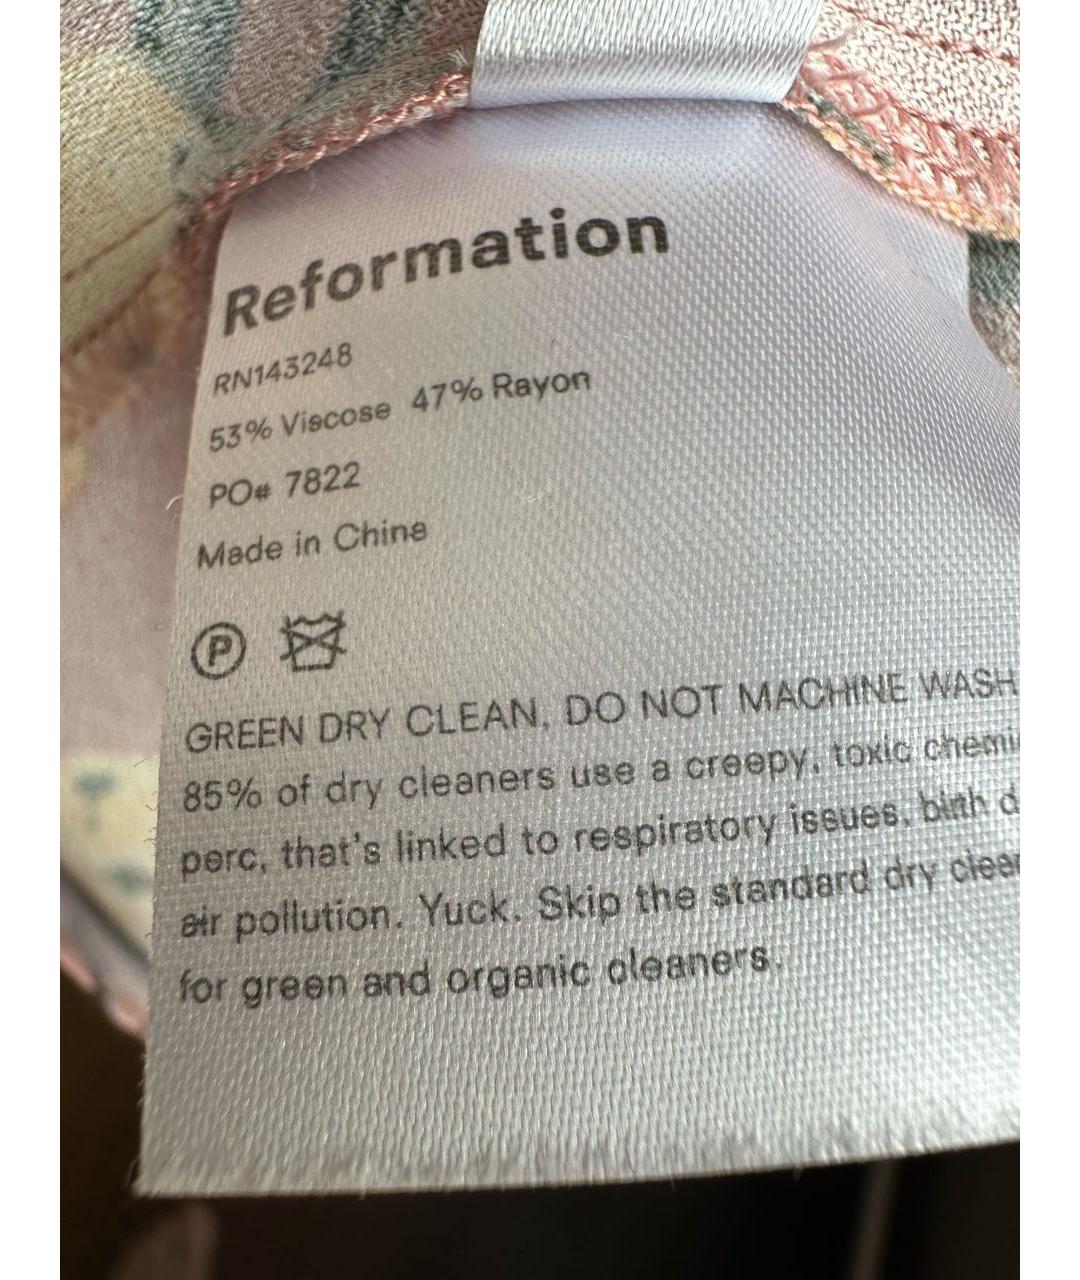 Reformation
RN143248
53% Viscose 47% Rayon
PO# 7822
Made in China
P
GREEN DRY CLEAN, DO NOT MACHINE WASH
85% of dry cleaners use a creepy, toxic
perc, that's linked to respiratory issues, birth
air pollution. Yuck. Skip the standard dry
for green and organic cleaners.